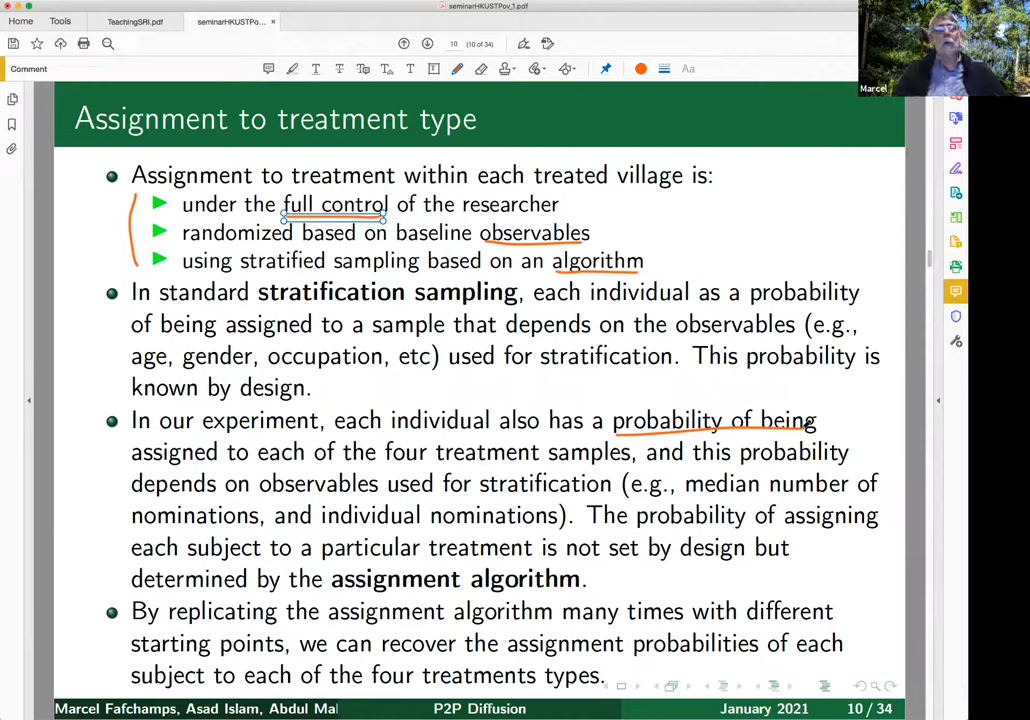 seminarHKUSTPov_1.pdf
Home Tools TeachingSRI.pdf seminarHKUSTPo... ×
10 (10 of 34)
Comment
Aa
Marcel
Assignment to treatment type
Assignment to treatment within each treated village is:
under the full control of the researcher
randomized based on baseline observables
using stratified sampling based on an algorithm
In standard stratification sampling, each individual as a probability
of being assigned to a sample that depends on the observables (e.g.,
age, gender, occupation, etc) used for stratification. This probability is
known by design.
In our experiment, each individual also has a probability of being
assigned to each of the four treatment samples, and this probability
depends on observables used for stratification (e.g., median number of
nominations, and individual nominations). The probability of assigning
each subject to a particular treatment is not set by design but
determined by the assignment algorithm.
By replicating the assignment algorithm many times with different
starting points, we can recover the assignment probabilities of each
subject to each of the four treatments types.
Marcel Fafchamps, Asad Islam, Abdul Mal P2P Diffusion January 2021 10 / 34